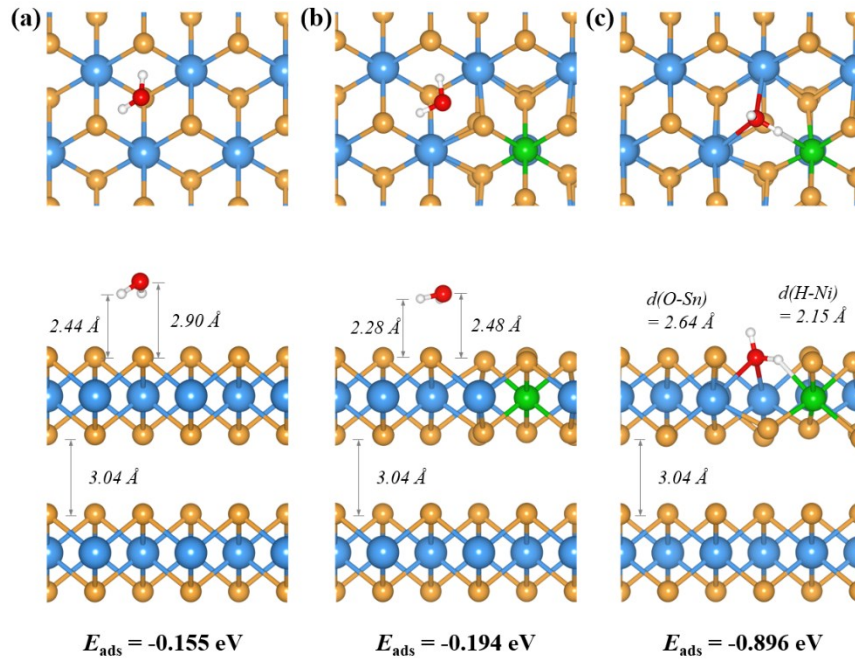 (a)
(b)
(c)
2.44 Å
2.90 Å
2.28 Å
2.48 Å
d(O-Sn)
= 2.64 Å
d(H-Ni)
= 2.15 Å
3.04 Å
3.04 Å
3.04 Å
Eads = -0.155 eV
Eads = -0.194 eV
Eads = -0.896 eV